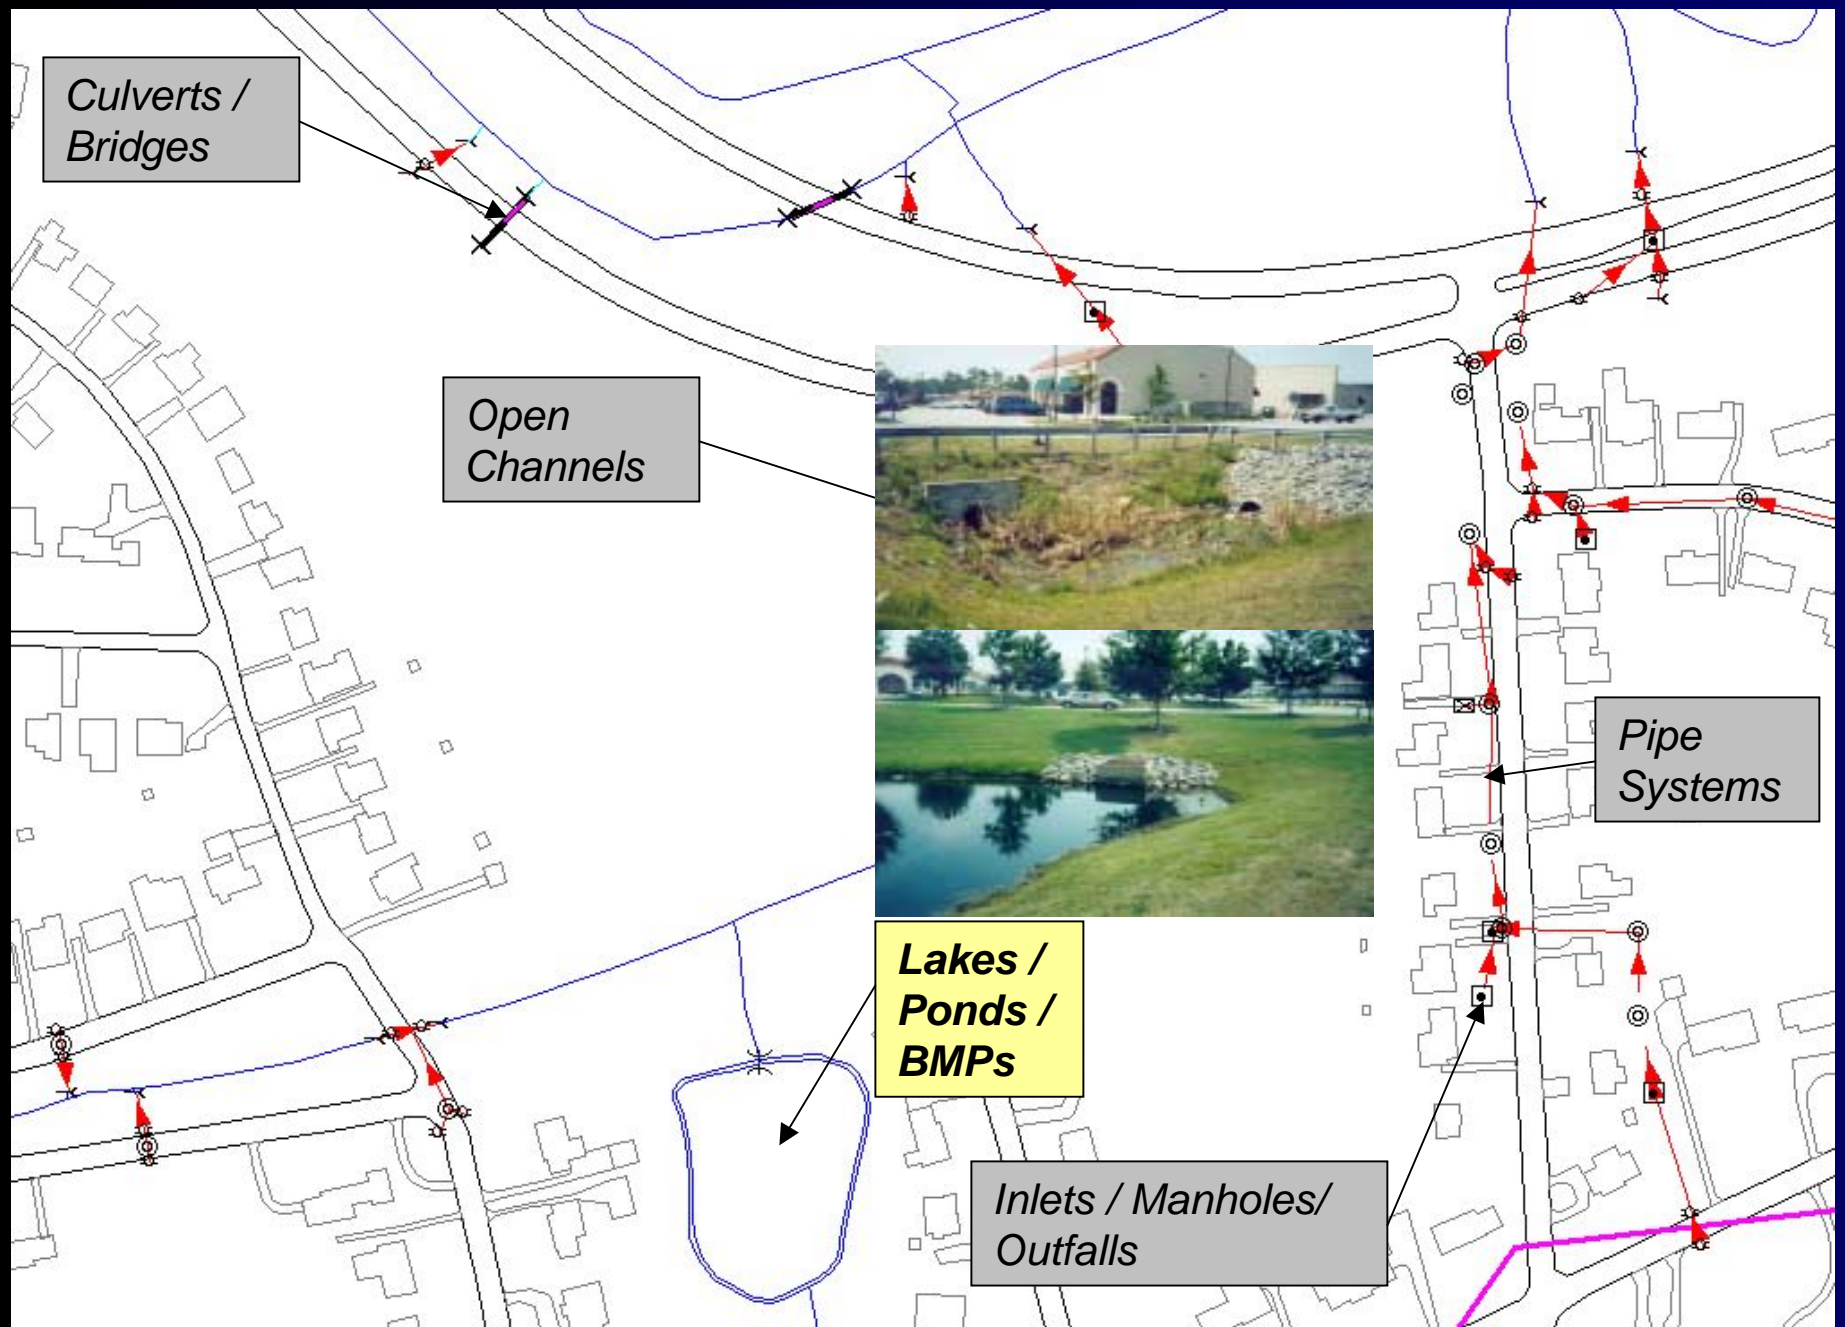 Culverts /
Bridges
Open
Channels
Pipe
Systems
Lakes /
Ponds /
BMPs
Inlets / Manholes/
Outfalls